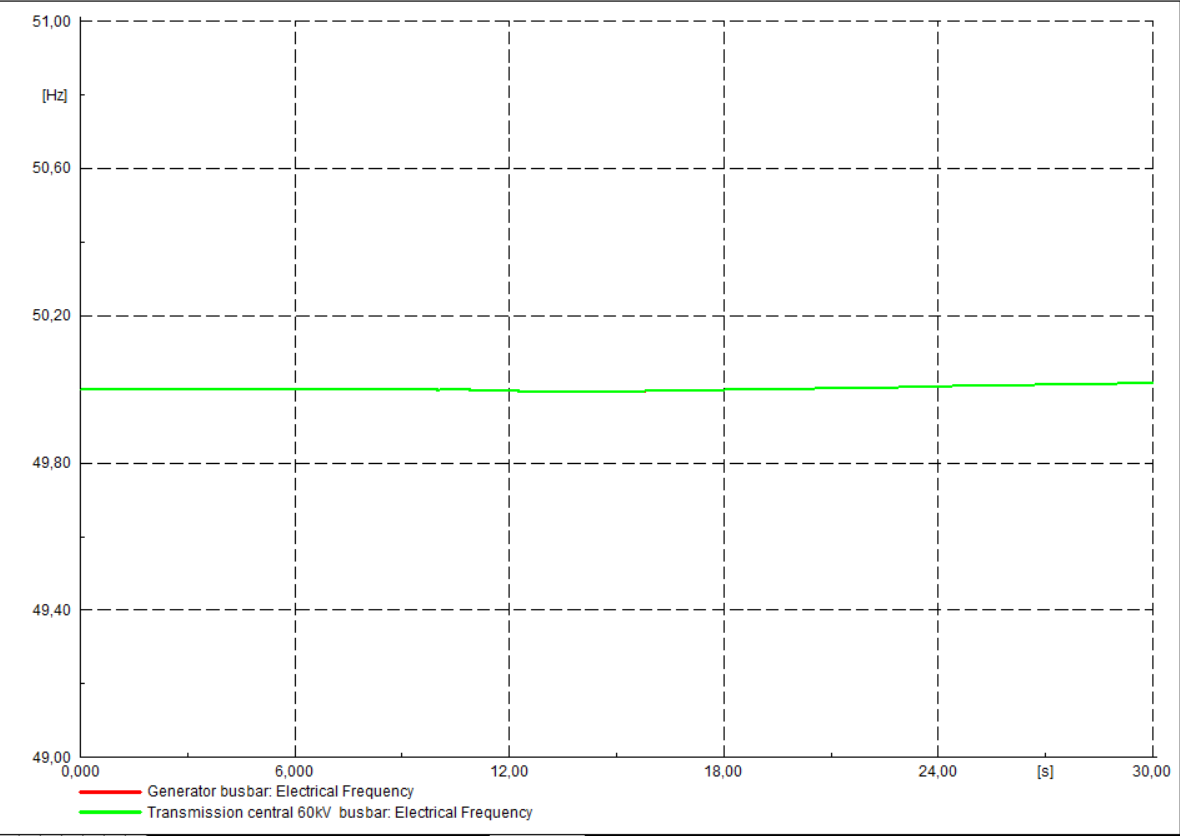 51,00
[Hz]
50,60
50,20
49,80
49,40
49,00
0,000 6,000 12,00 18,00 24,00 [s] 30,00
Generator busbar: Electrical Frequency
Transmission central 60kV  busbar: Electrical Frequency